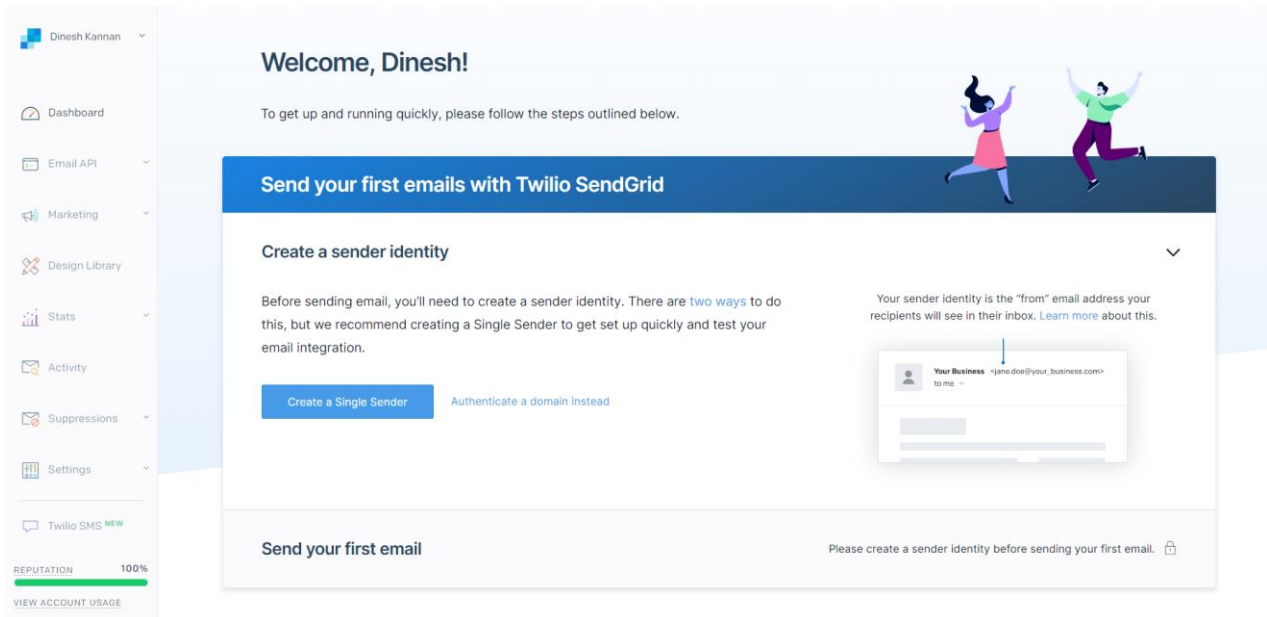 Dinesh Kannan
Dashboard
Email API
Marketing
Design Library
Stats
Activity
Suppressions
Settings
Twilio SMS NEW
REPUTATION 100%
VIEW ACCOUNT USAGE
Welcome, Dinesh!
To get up and running quickly, please follow the steps outlined below.
Send your first emails with Twilio SendGrid
Create a sender identity
Before sending email, you'll need to create a sender identity. There are two ways to do
this, but we recommend creating a Single Sender to get set up quickly and test your
email integration.
Create a Single Sender
Authenticate a domain instead
Your sender identity is the "from" email address your
recipients will see in their inbox. Learn more about this.
Your Business <jane.doe@your_business.com>
to me
Send your first email
Please create a sender identity before sending your first email.